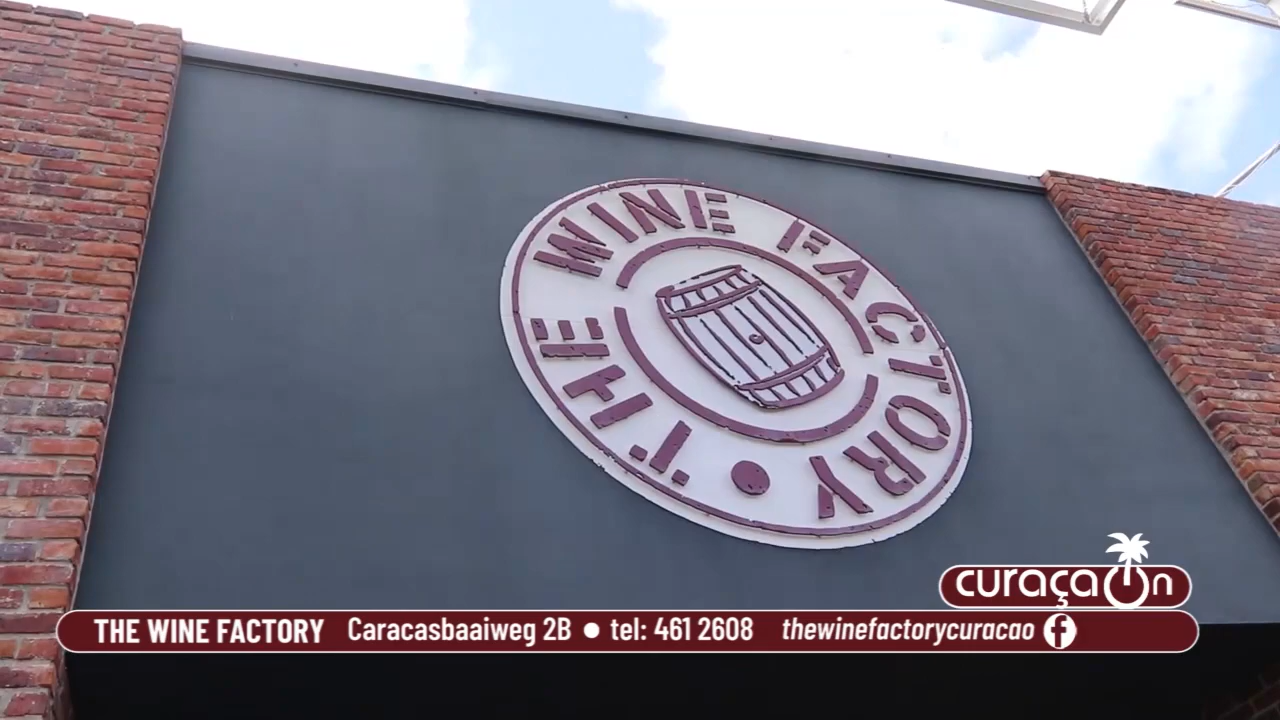 THE WINE FACTORY
curaçaOn
THE WINE FACTORY Caracasbaaiweg 2B • tel: 461 2608 thewinefactorycuracao f